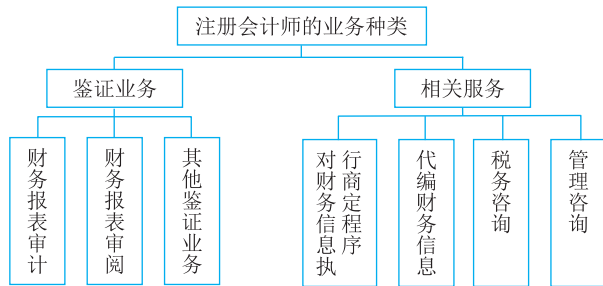 注册会计师的业务种类
鉴证业务
相关服务
财务报表审计
财务报表审阅
其他鉴证业务
对财务信息执
行商定程序
代编财务信息
税务咨询
管理咨询